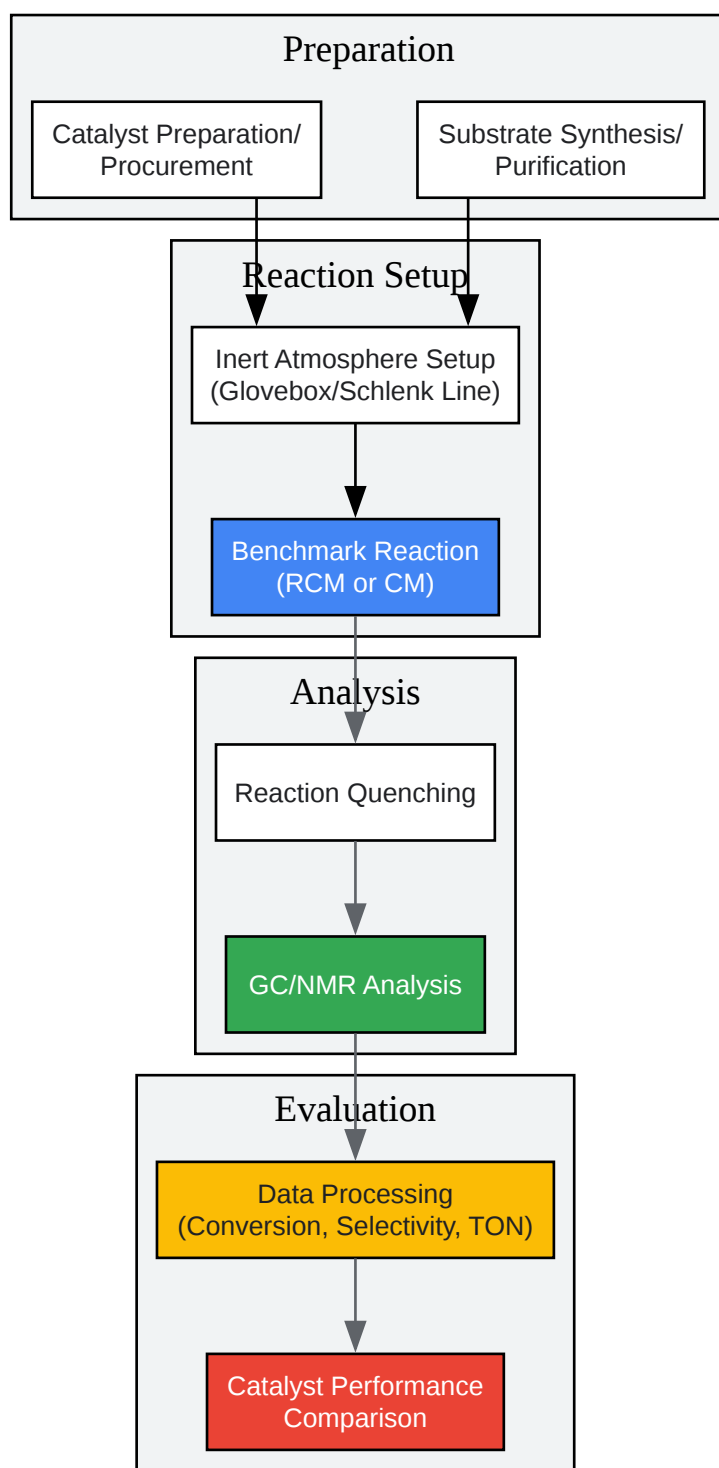 Preparation
Catalyst Preparation/
Procurement
Substrate Synthesis/
Purification
Reaction Setup
Inert Atmosphere Setup
(Glovebox/Schlenk Line)
Benchmark Reaction
(RCM or CM)
Analysis
Reaction Quenching
GC/NMR Analysis
Evaluation
Data Processing
(Conversion, Selectivity, TON)
Catalyst Performance
Comparison